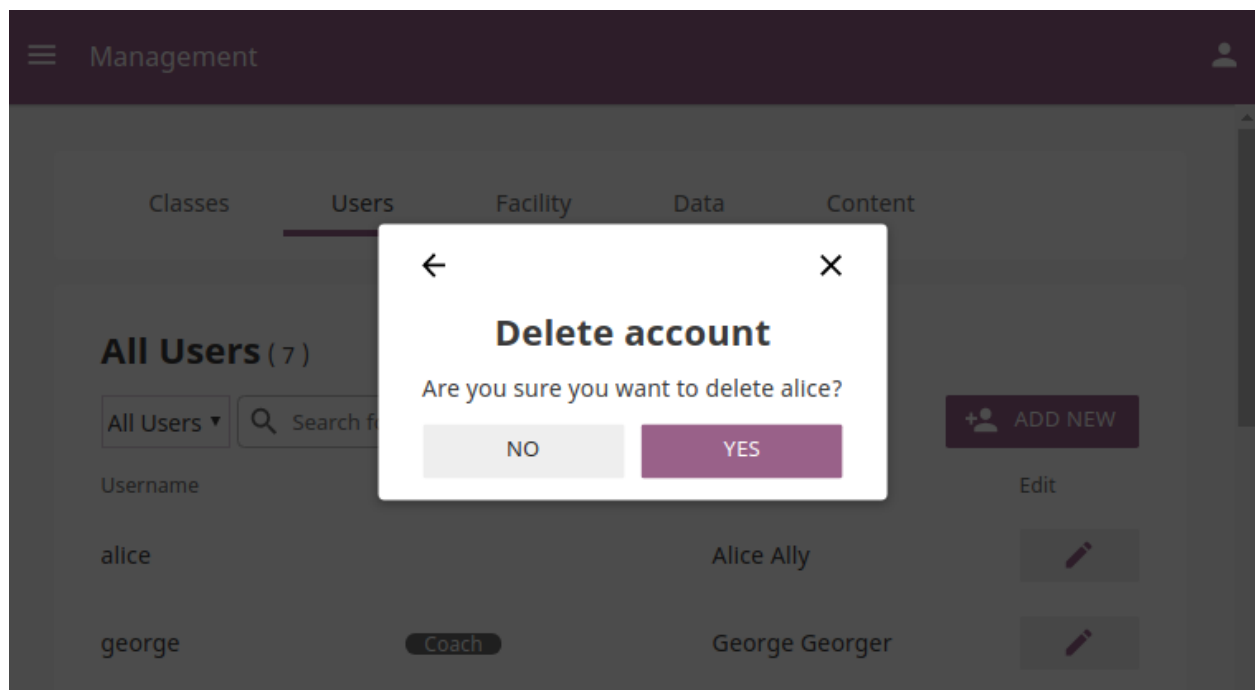 Management
Classes Users Facility Data Content
Delete account
Are you sure you want to delete alice?
NO YES
All Users ( 7 )
All Users Search f
ADD NEW
Username Edit
alice Alice Ally
george Coach George Georger